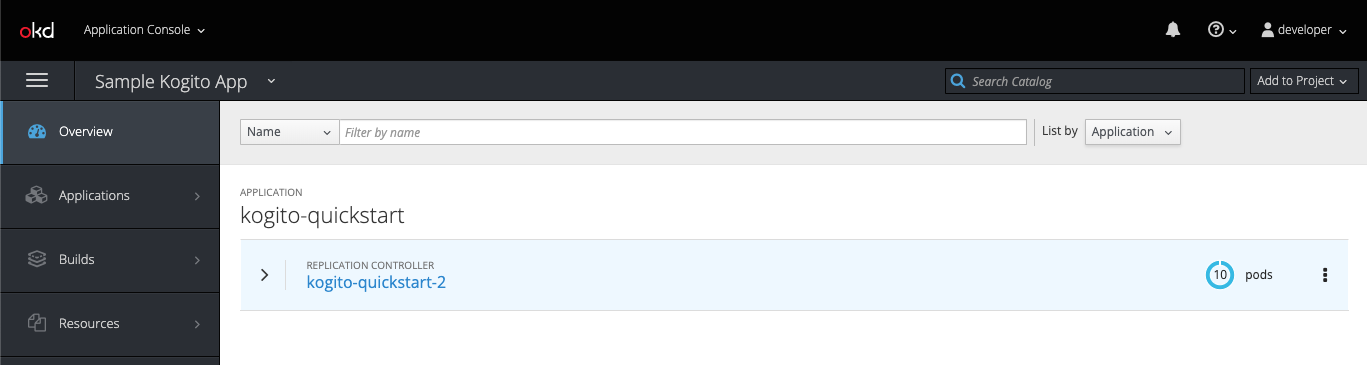 okd Application Console developer
Sample Kogito App Search Catalog Add to Project
Overview
Name Filter by name List by Application
Applications
APPLICATION
kogito-quickstart
Builds
REPLICATION CONTROLLER
kogito-quickstart-2
10 pods
Resources